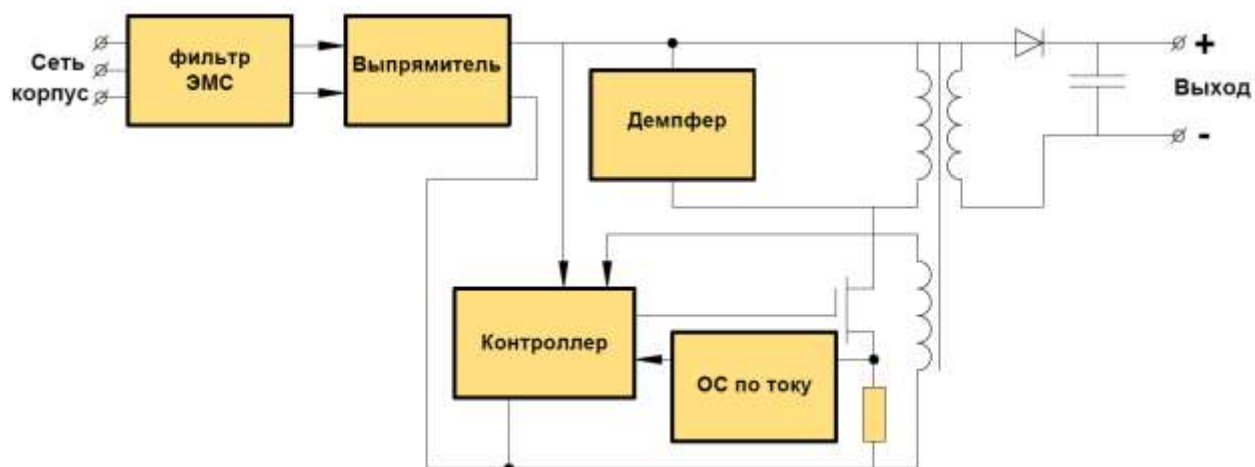 Сеть
корпус
фильтр
ЭМС
Выпрямитель
Демпфер
+
Выход
-
Контроллер
ОС по току